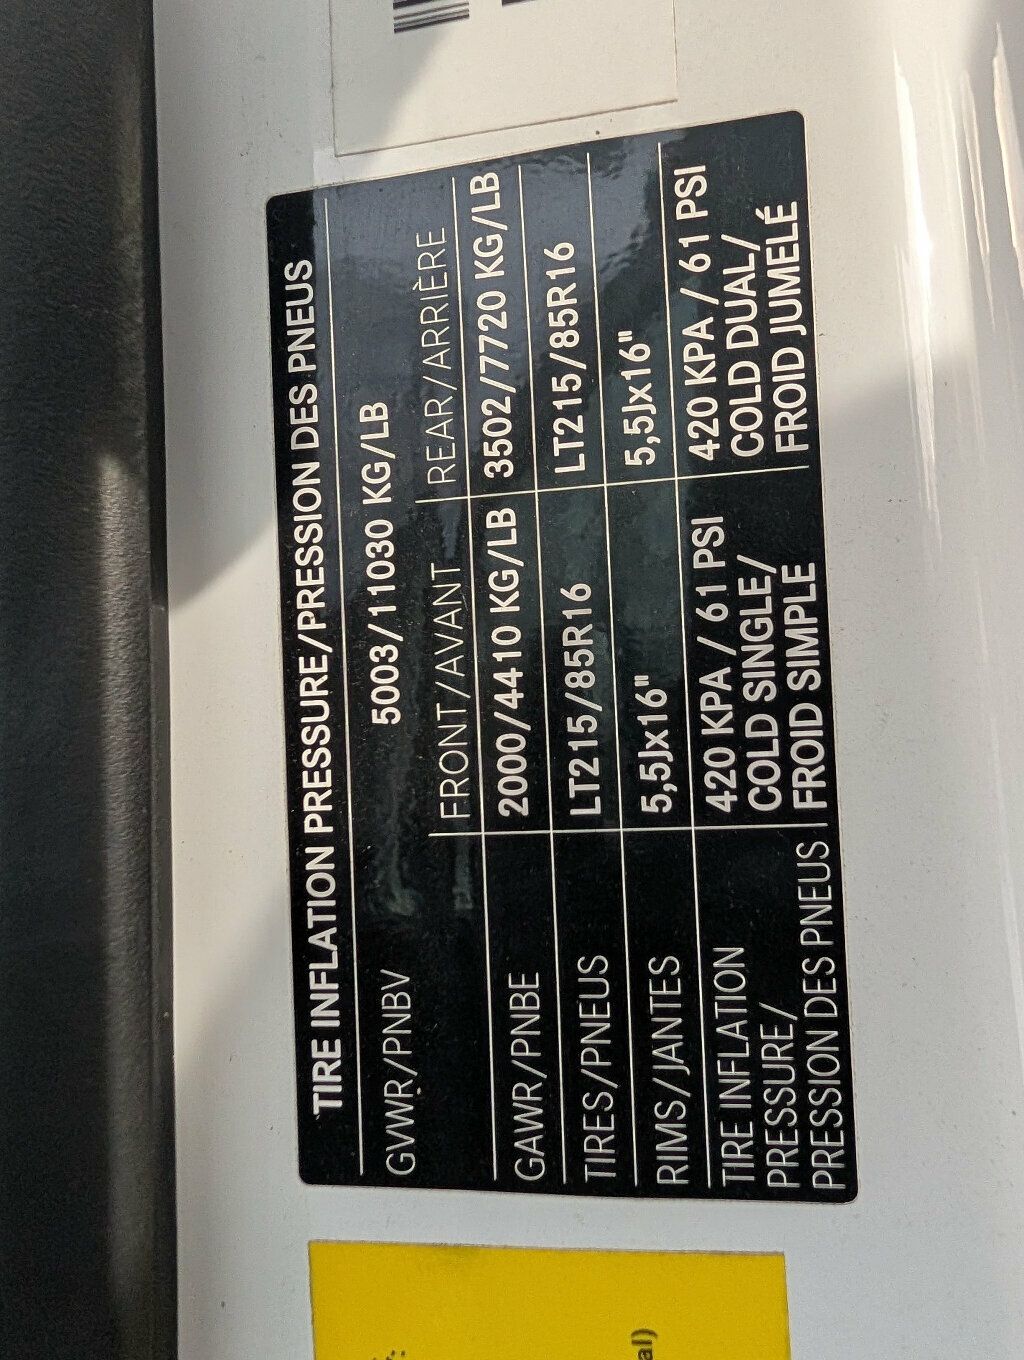 TIRE INFLATION PRESSURE/PRESSION DES PNEUS
GVWR/PNBV 5003/11030 KG/LB
FRONT/AVANT REAR/ARRIÈRE
GAWR/PNBE 2000/4410 KG/LB 3502/7720 KG/LB
TIRES/PNEUS LT215/85R16 LT215/85R16
RIMS/JANTES 5,5Jx16" 5,5Jx16"
TIRE INFLATION 420 KPA / 61 PSI 420 KPA / 61 PSI
PRESSURE/ COLD SINGLE/ COLD DUAL/
PRESSION DES PNEUS FROID SIMPLE FROID JUMELÉ